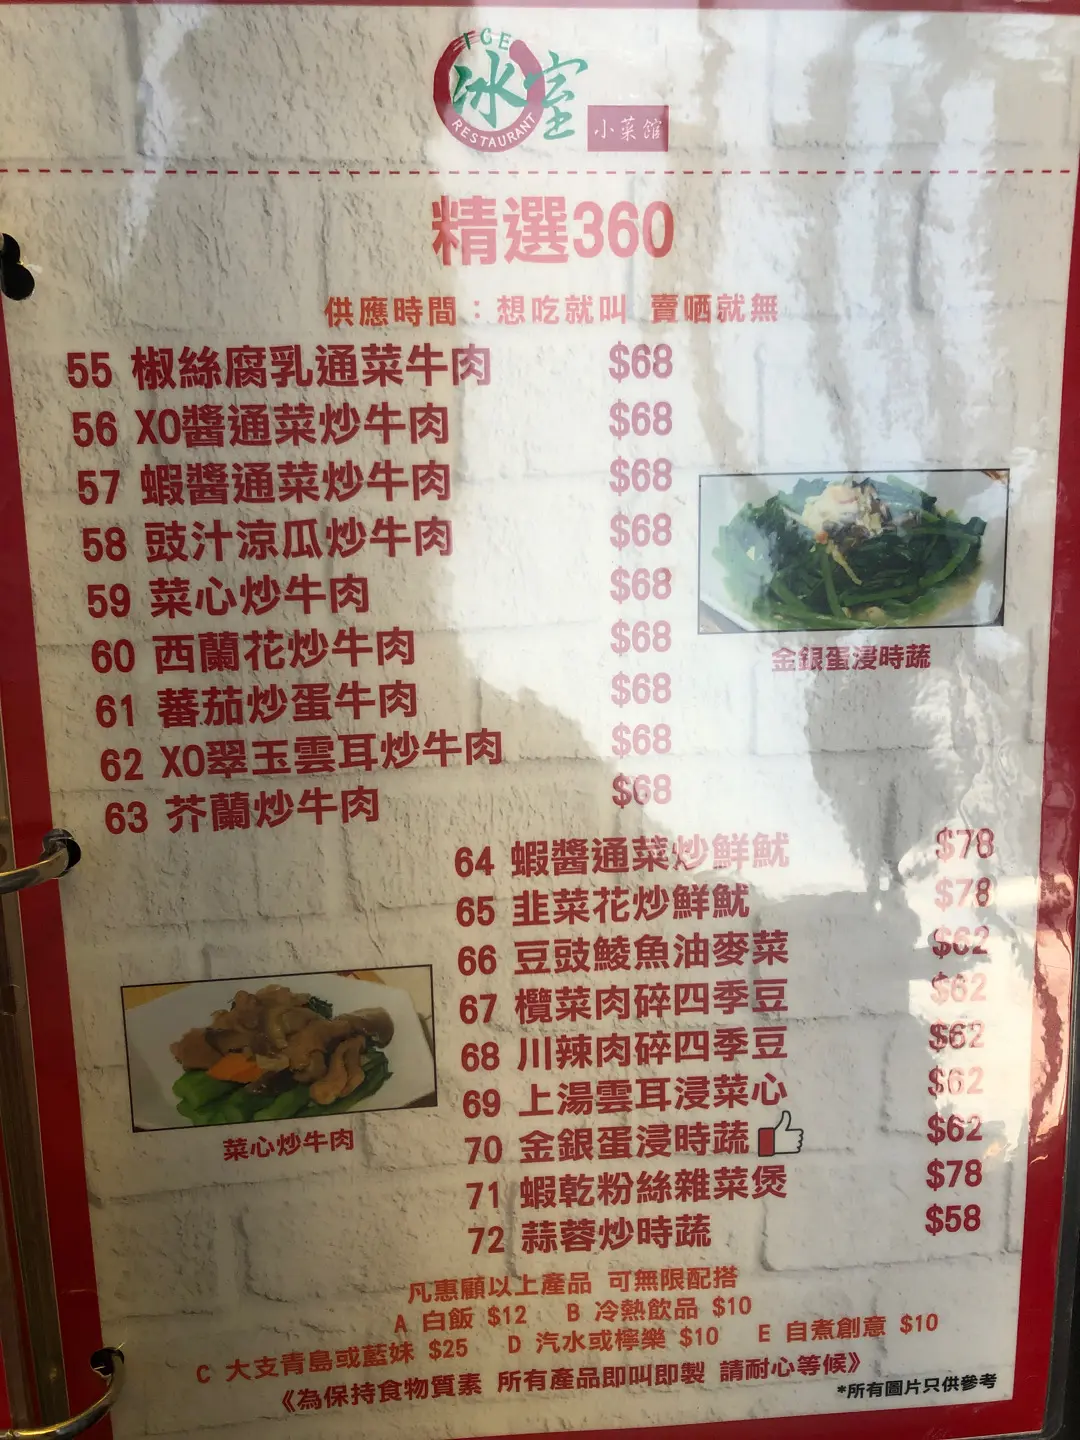 ICE
冰室
RESTAURANT
小菜館
精選360
供應時間：想吃就叫 賣哂就無
55 椒絲腐乳通菜牛肉 $68
56 XO醬通菜炒牛肉 $68
57 蝦醬通菜炒牛肉 $68
58 豉汁涼瓜炒牛肉 $68
59 菜心炒牛肉 $68
60 西蘭花炒牛肉 $68
61 蕃茄炒蛋牛肉 $68
62 XO翠玉雲耳炒牛肉 $68
63 芥蘭炒牛肉 $68
金銀蛋浸時蔬
64 蝦醬通菜炒鮮魷 $78
65 韭菜花炒鮮魷 $78
66 豆豉鯪魚油麥菜 $62
67 欖菜肉碎四季豆 $62
68 川辣肉碎四季豆 $62
69 上湯雲耳浸菜心 $62
70 金銀蛋浸時蔬 $62
71 蝦乾粉絲雜菜煲 $78
72 蒜蓉炒時蔬 $58
菜心炒牛肉
凡惠顧以上產品 可無限配搭
A 白飯 $12 B 冷熱飲品 $10
C 大支青島或藍妹 $25 D 汽水或檸樂 $10 E 自煮創意 $10
《為保持食物質素 所有產品即叫即製 請耐心等候》
*所有圖片只供參考